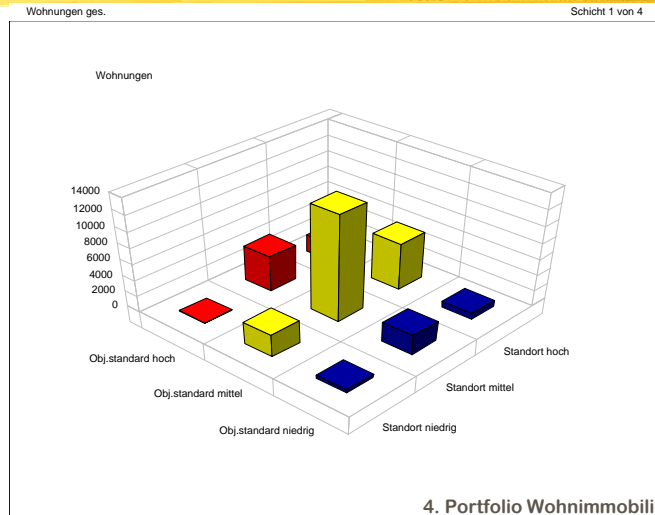 Wohnungen ges. Schicht 1 von 4
Wohnungen
14000
12000
10000
8000
6000
4000
2000
0
Obj.standard hoch
Obj.standard mittel
Obj.standard niedrig
Standort hoch
Standort mittel
Standort niedrig
4. Portfolio Wohnimmobili